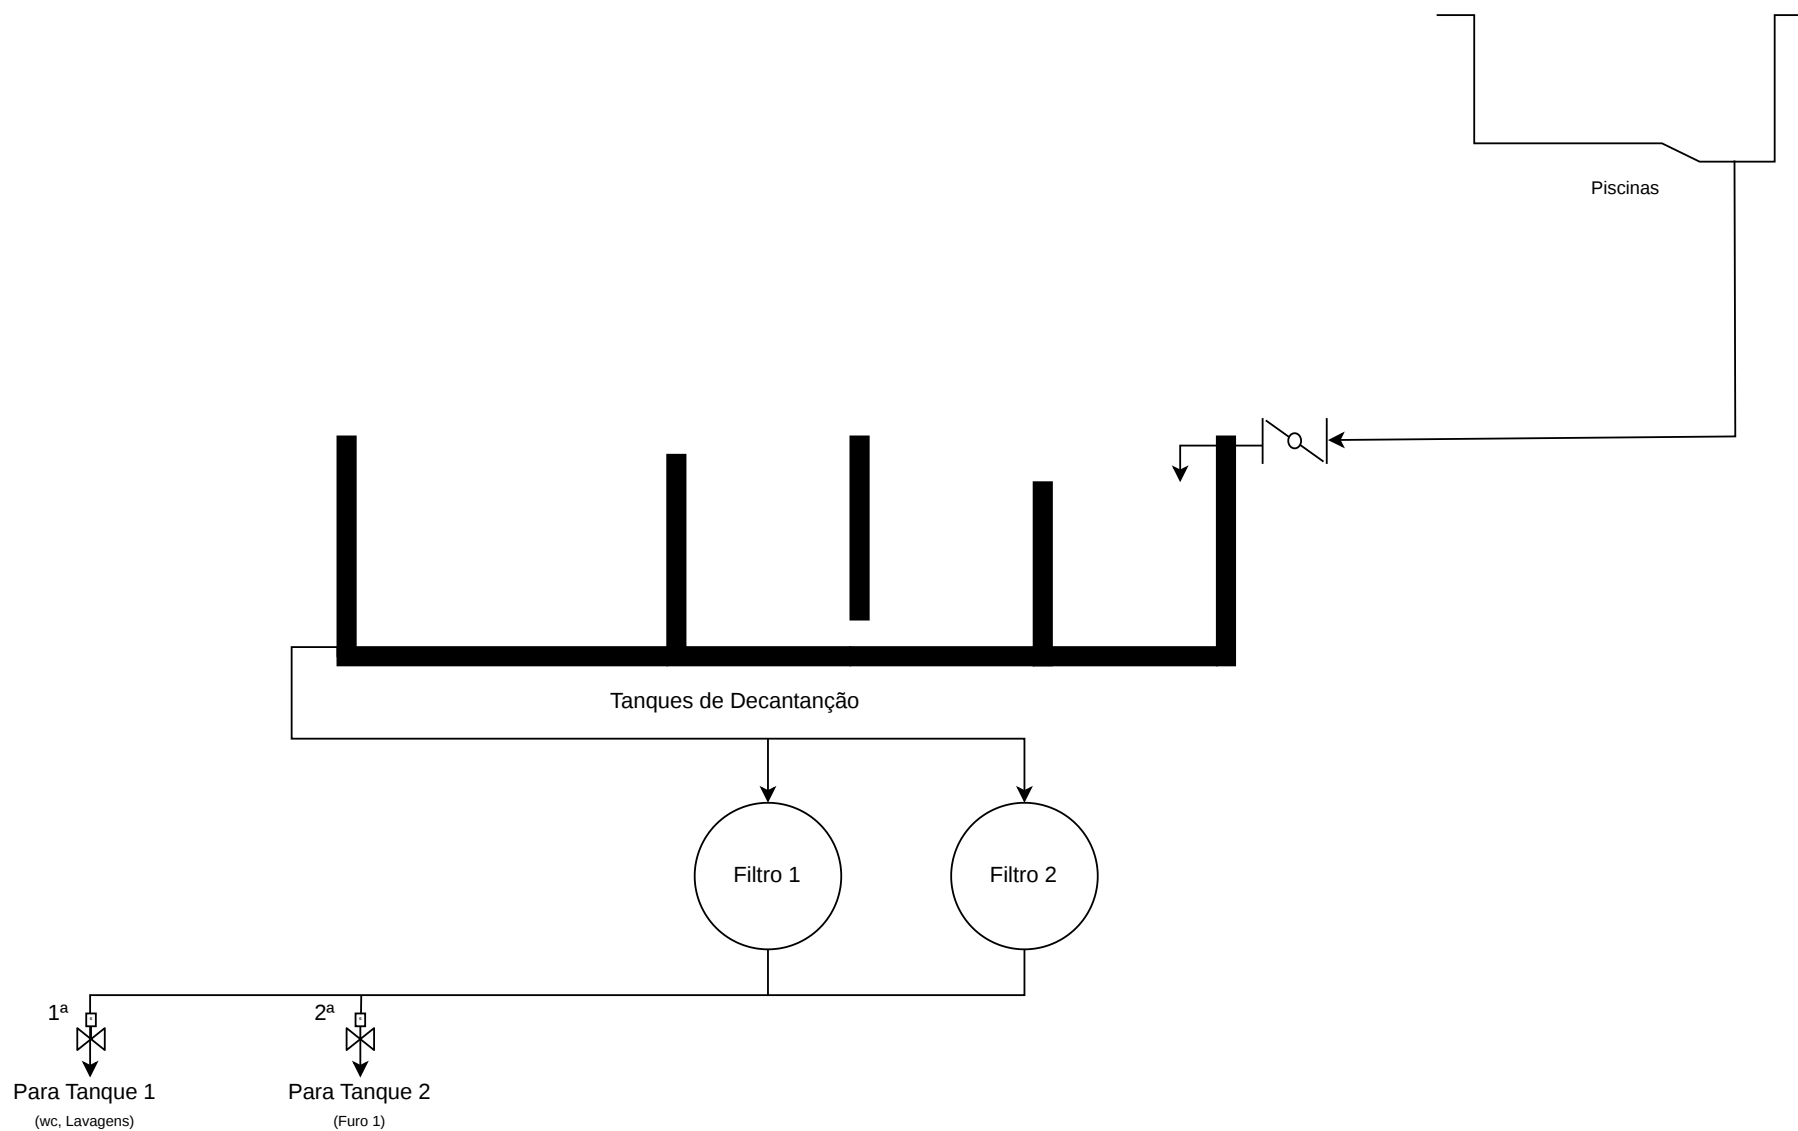 Piscinas
Tanques de Decantanção
Filtro 1
Filtro 2
1ª
2ª
Para Tanque 1
(wc, Lavagens)
Para Tanque 2
(Furo 1)